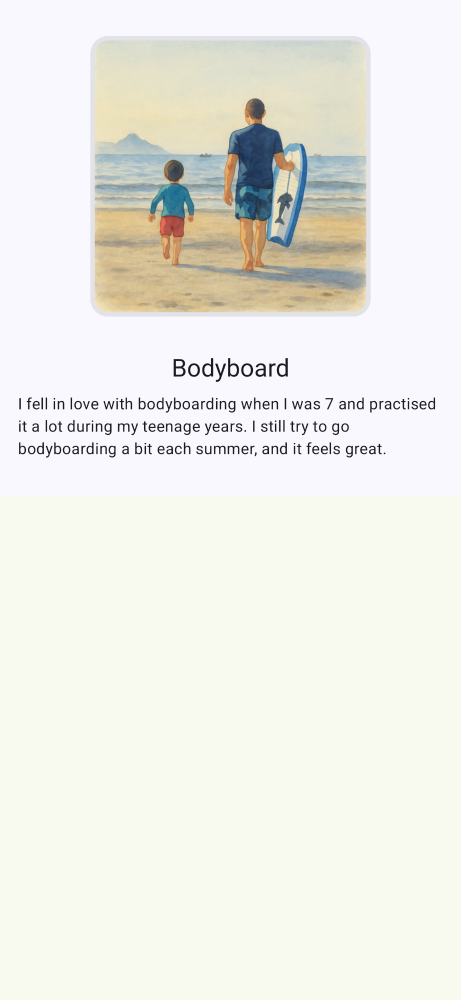 Bodyboard
I fell in love with bodyboarding when I was 7 and practised
it a lot during my teenage years. I still try to go
bodyboarding a bit each summer, and it feels great.